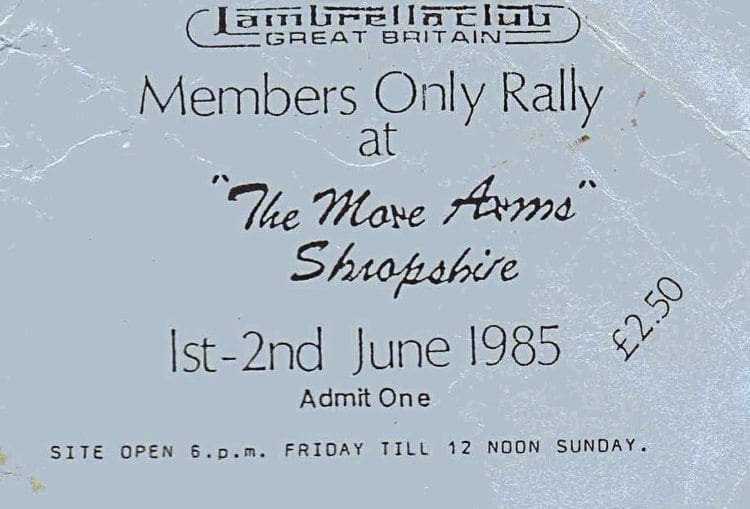 Lambretta club
GREAT BRITAIN
Members Only Rally
at
"The More Arms"
Shropshire
£2.50
1st-2nd June 1985
Admit One
SITE OPEN 6.p.m. FRIDAY TILL 12 NOON SUNDAY.